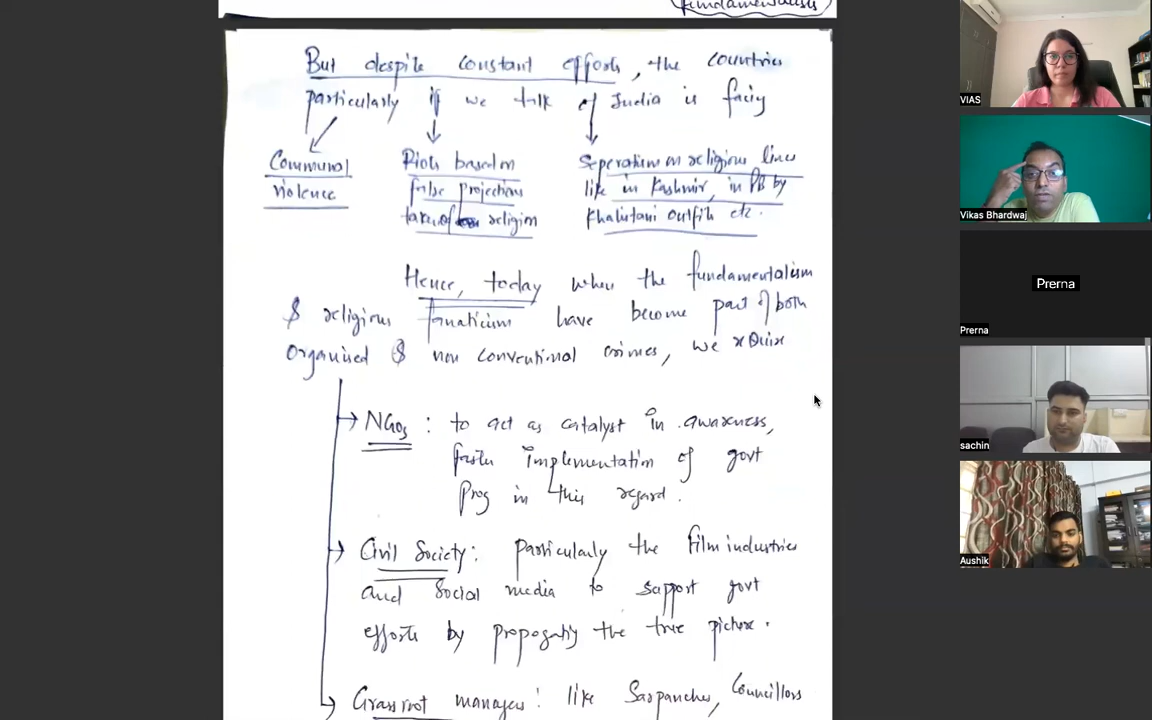 Fundamentalists
But despite constant efforts, the countries
particularly if we talk of India is facing
Communal
violence
Riots based on
false projections
taken of religion
Seperatism on religious lines
like in Kashmir, in PB by
Khalistani outfits etc.
Hence, today when the fundamentalism
& religious fanaticism have become part of both
organised & non conventional crimes, we require
NGOs : to act as catalyst in awareness,
faster implementation of govt
prog in this regard.
Civil Society : particularly the film industries
and social media to support govt
efforts by propogating the true picture.
Grassroot managers : like Sarpanches, Councillors
VIAS
Vikas Bhardwaj
Prerna
Prerna
sachin
Aushik